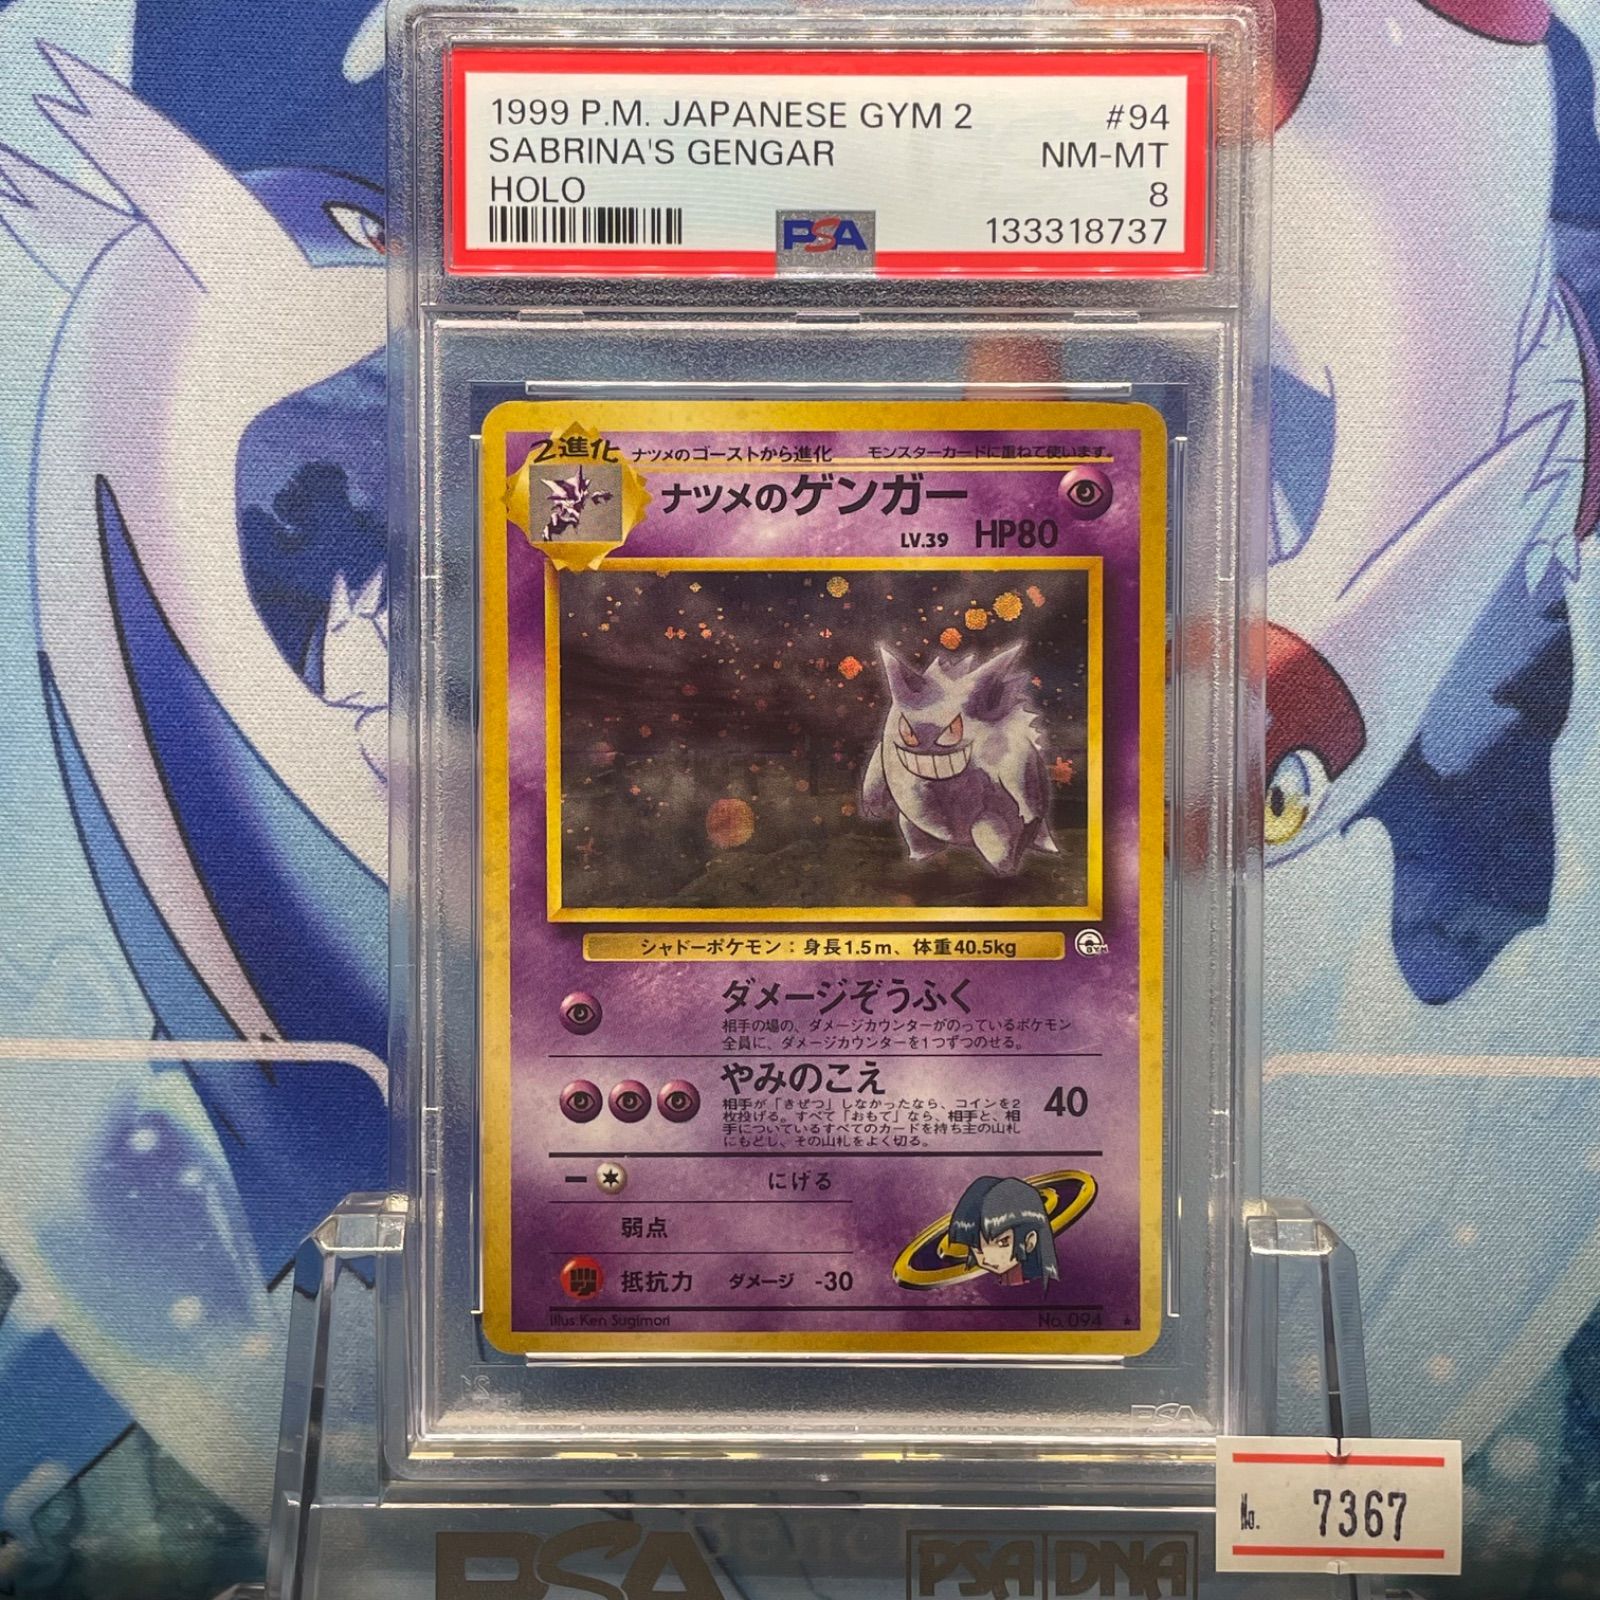 1999 P.M. JAPANESE GYM 2 #94
SABRINA'S GENGAR NM-MT
HOLO 8
PSA 133318737
2進化 ナツメのゴーストから進化 モンスターカードに重ねて使います。
ナツメのゲンガー
LV.39 HP80
シャドーポケモン：身長1.5m、体重40.5kg
GYM
ダメージぞうふく
相手の場の、ダメージカウンターがのっているポケモン
全員に、ダメージカウンターを1つずつのせる。
やみのこえ 40
相手が「きぜつ」しなかったなら、コインを2
枚投げる。すべて「おもて」なら、相手と、相
手についているすべてのカードを持ち主の山札
にもどし、その山札をよく切る。
にげる
弱点
抵抗力 ダメージ -30
Illus. Ken Sugimori No. 094
PSA
No. 7367
PSA PSA DNA